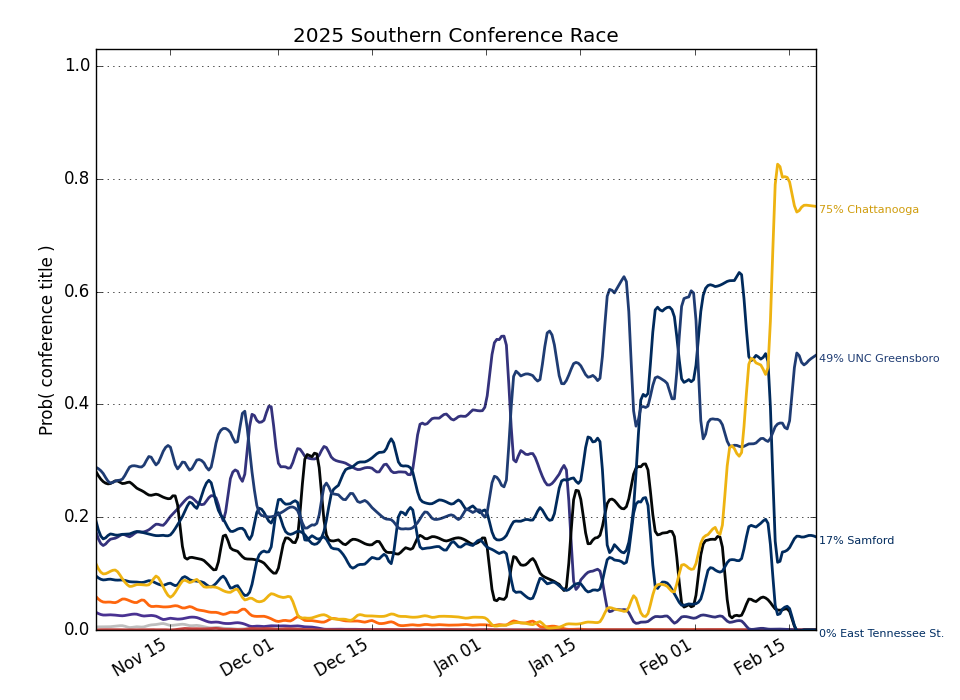 2025 Southern Conference Race
Prob( conference title )
1.0
0.8
0.6
0.4
0.2
0.0
75% Chattanooga
49% UNC Greensboro
17% Samford
0% East Tennessee St.
Nov 15
Dec 01
Dec 15
Jan 01
Jan 15
Feb 01
Feb 15